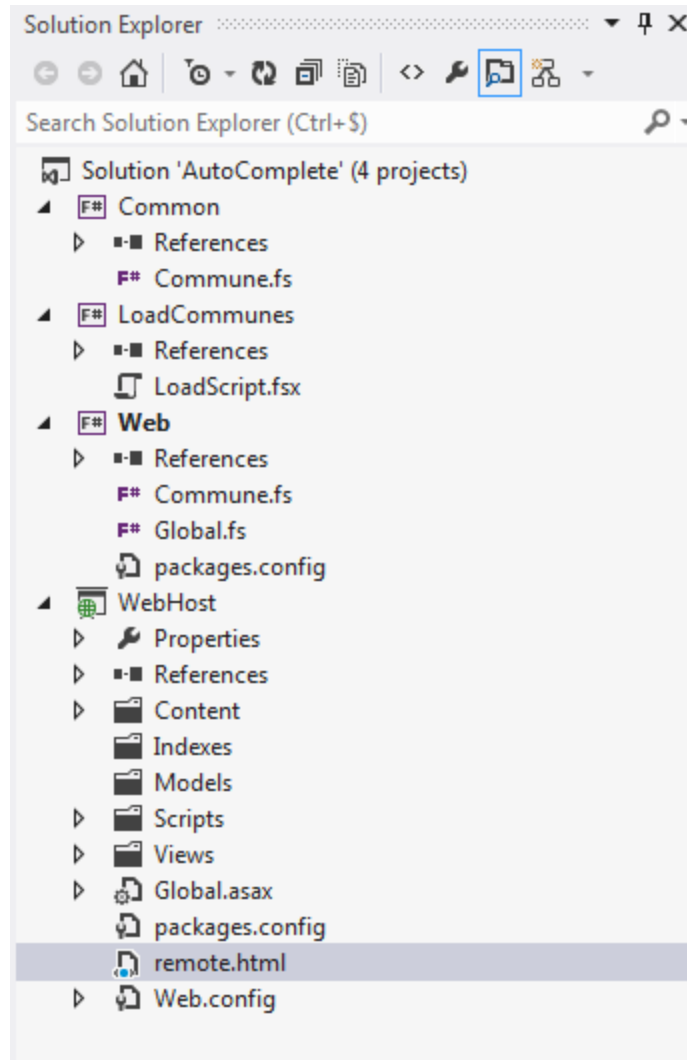 Solution Explorer
Search Solution Explorer (Ctrl+$)
Solution 'AutoComplete' (4 projects)
F# Common
References
F# Commune.fs
F# LoadCommunes
References
LoadScript.fsx
F# Web
References
F# Commune.fs
F# Global.fs
packages.config
WebHost
Properties
References
Content
Indexes
Models
Scripts
Views
Global.asax
packages.config
remote.html
Web.config